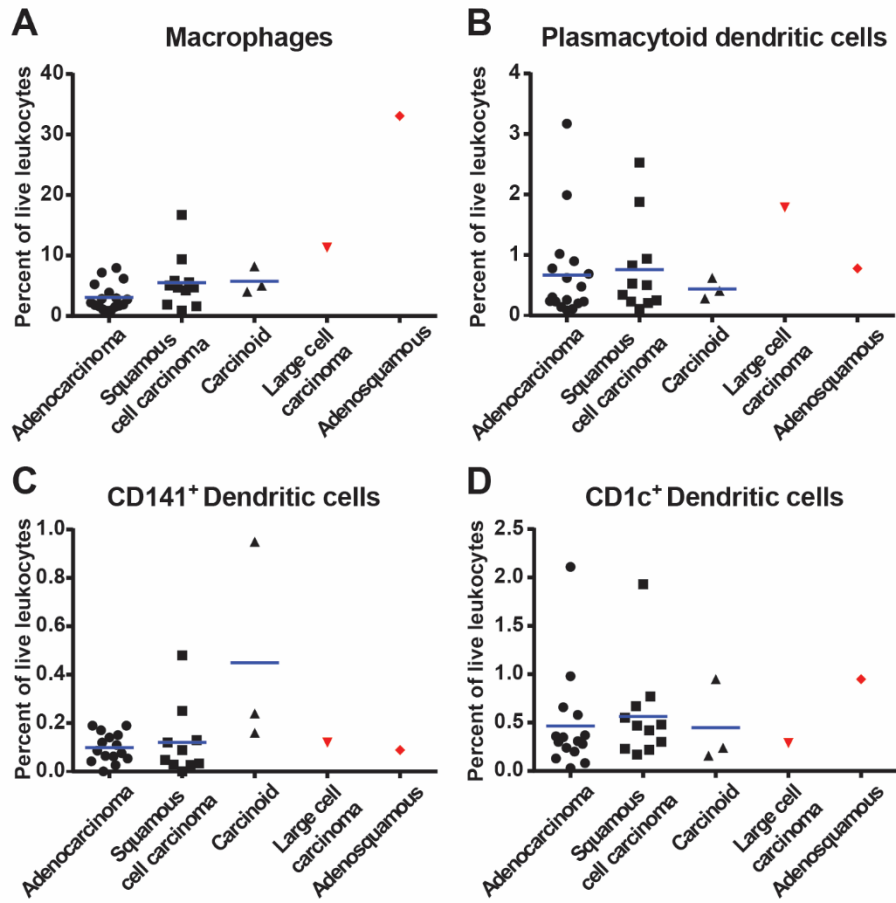 A
Macrophages
Percent of live leukocytes
40
30
20
10
0
Adenocarcinoma
Squamous
cell carcinoma
Carcinoid
Large cell
carcinoma
Adenosquamous
B
Plasmacytoid dendritic cells
Percent of live leukocytes
4
3
2
1
0
Adenocarcinoma
Squamous
cell carcinoma
Carcinoid
Large cell
carcinoma
Adenosquamous
C
CD141⁺ Dendritic cells
Percent of live leukocytes
1.0
0.8
0.6
0.4
0.2
0.0
Adenocarcinoma
Squamous
cell carcinoma
Carcinoid
Large cell
carcinoma
Adenosquamous
D
CD1c⁺ Dendritic cells
Percent of live leukocytes
2.5
2.0
1.5
1.0
0.5
0.0
Adenocarcinoma
Squamous
cell carcinoma
Carcinoid
Large cell
carcinoma
Adenosquamous